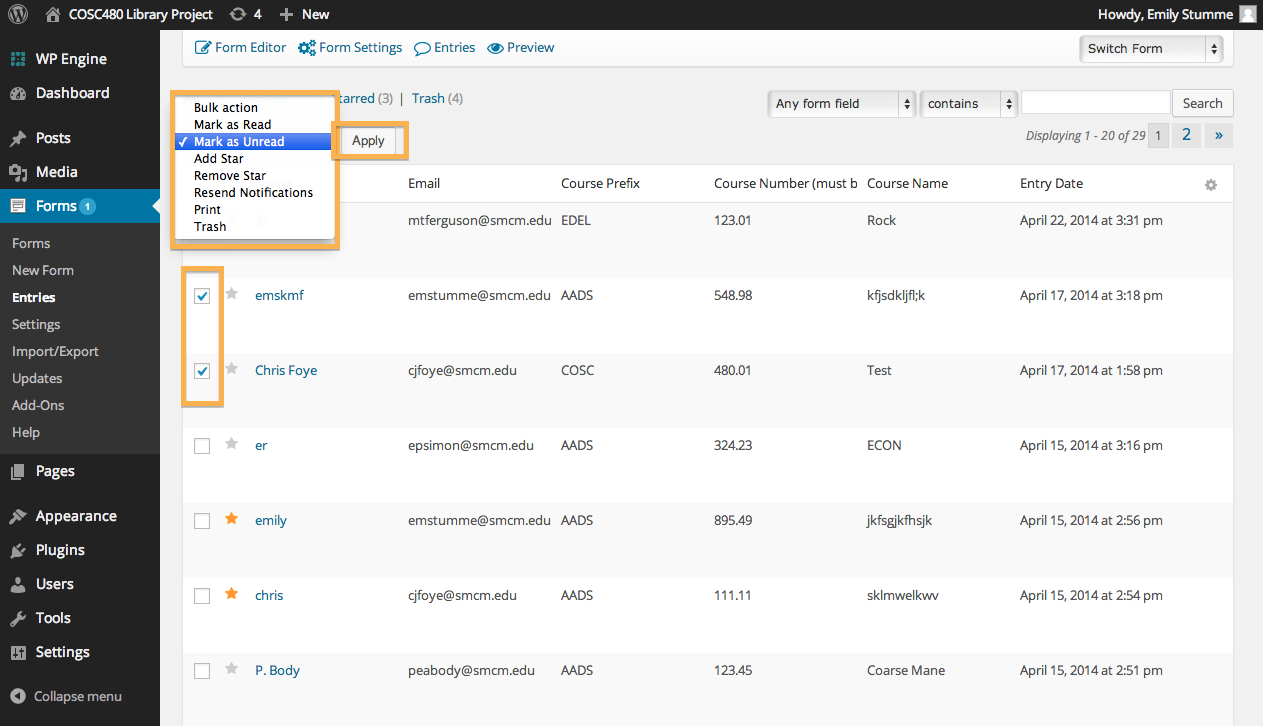 COSC480 Library Project 4 New Howdy, Emily Stumme
WP Engine
Dashboard
Posts
Media
Forms 1
Forms
New Form
Entries
Settings
Import/Export
Updates
Add-Ons
Help
Pages
Appearance
Plugins
Users
Tools
Settings
Collapse menu
Form Editor Form Settings Entries Preview Switch Form
(3) | Trash (4)
Any form field contains Search
Bulk action
Mark as Read
✓ Mark as Unread
Add Star
Remove Star
Resend Notifications
Print
Trash
Apply
Displaying 1 - 20 of 29 1 2 »
Email Course Prefix Course Number (must b Course Name Entry Date
mtferguson@smcm.edu EDEL 123.01 Rock April 22, 2014 at 3:31 pm
emskmf emstumme@smcm.edu AADS 548.98 kfjsdkljfl;k April 17, 2014 at 3:18 pm
Chris Foye cjfoye@smcm.edu COSC 480.01 Test April 17, 2014 at 1:58 pm
er epsimon@smcm.edu AADS 324.23 ECON April 15, 2014 at 3:16 pm
emily emstumme@smcm.edu AADS 895.49 jkfsgjkfhsjk April 15, 2014 at 2:56 pm
chris cjfoye@smcm.edu AADS 111.11 sklmwelkwv April 15, 2014 at 2:54 pm
P. Body peabody@smcm.edu AADS 123.45 Coarse Mane April 15, 2014 at 2:51 pm